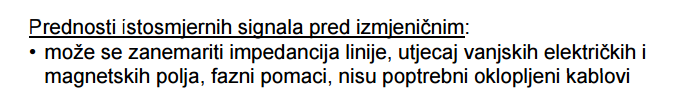 Prednosti istosmjernih signala pred izmjeničnim:
• može se zanemariti impedancija linije, utjecaj vanjskih električkih i
magnetskih polja, fazni pomaci, nisu poptrebni oklopljeni kablovi